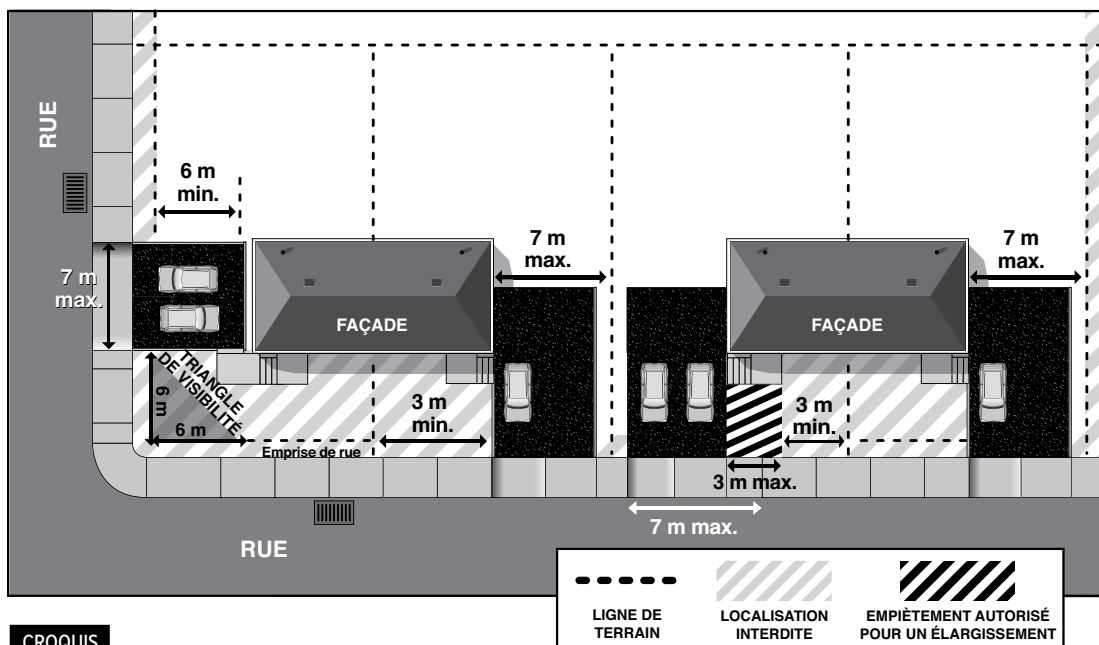 RUE
6 m
min.
7 m
max.
7 m
max.
7 m
max.
FAÇADE
FAÇADE
TRIANGLE
DE VISIBILITÉ
6 m
6 m
3 m
min.
3 m
min.
Emprise de rue
3 m max.
7 m max.
RUE
LIGNE DE
TERRAIN
LOCALISATION
INTERDITE
EMPIÈTEMENT AUTORISÉ
POUR UN ÉLARGISSEMENT
CROQUIS